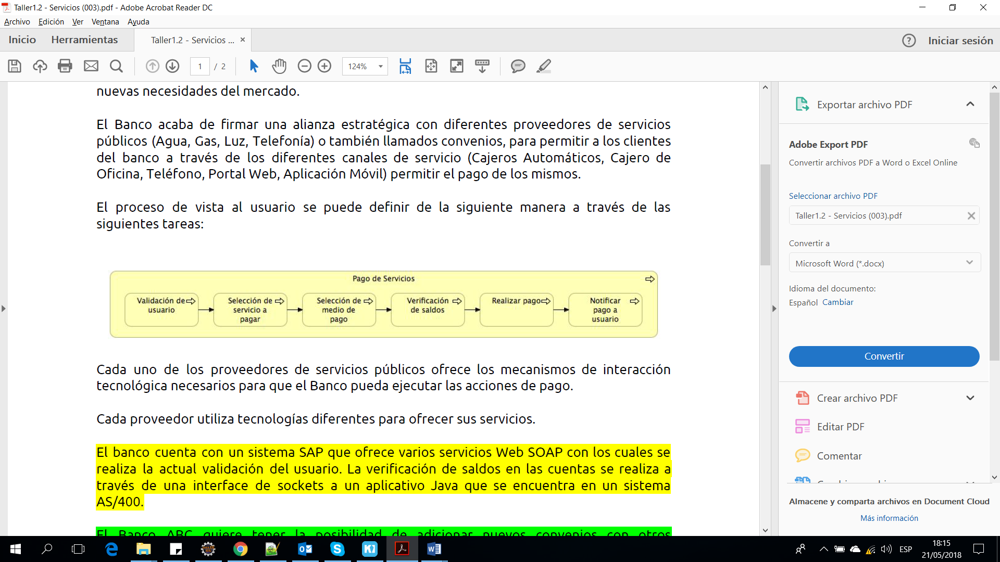 Taller1.2 - Servicios (003).pdf - Adobe Acrobat Reader DC
Archivo Edición Ver Ventana Ayuda
Inicio Herramientas Taller1.2 - Servicios ... × ? Iniciar sesión
1 / 2 124%
nuevas necesidades del mercado.
El Banco acaba de firmar una alianza estratégica con diferentes proveedores de servicios
públicos (Agua, Gas, Luz, Telefonía) o también llamados convenios, para permitir a los clientes
del banco a través de los diferentes canales de servicio (Cajeros Automáticos, Cajero de
Oficina, Teléfono, Portal Web, Aplicación Móvil) permitir el pago de los mismos.
El proceso de vista al usuario se puede definir de la siguiente manera a través de las
siguientes tareas:
Pago de Servicios
Validación de
usuario
Selección de
servicio a
pagar
Selección de
medio de
pago
Verificación
de saldos
Realizar pago
Notificar
pago a
usuario
Cada uno de los proveedores de servicios públicos ofrece los mecanismos de interacción
tecnológica necesarios para que el Banco pueda ejecutar las acciones de pago.
Cada proveedor utiliza tecnologías diferentes para ofrecer sus servicios.
El banco cuenta con un sistema SAP que ofrece varios servicios Web SOAP con los cuales se
realiza la actual validación del usuario. La verificación de saldos en las cuentas se realiza a
través de una interface de sockets a un aplicativo Java que se encuentra en un sistema
AS/400.
El Banco ABC quiere tener la posibilidad de adicionar nuevos convenios con otros
Exportar archivo PDF
Adobe Export PDF
Convertir archivos PDF a Word o Excel Online
Seleccionar archivo PDF
Taller1.2 - Servicios (003).pdf
Convertir a
Microsoft Word (*.docx)
Idioma del documento:
Español Cambiar
Convertir
Crear archivo PDF
Editar PDF
Comentar
Almacene y comparta archivos en Document Cloud
Más información
ESP
18:15
21/05/2018